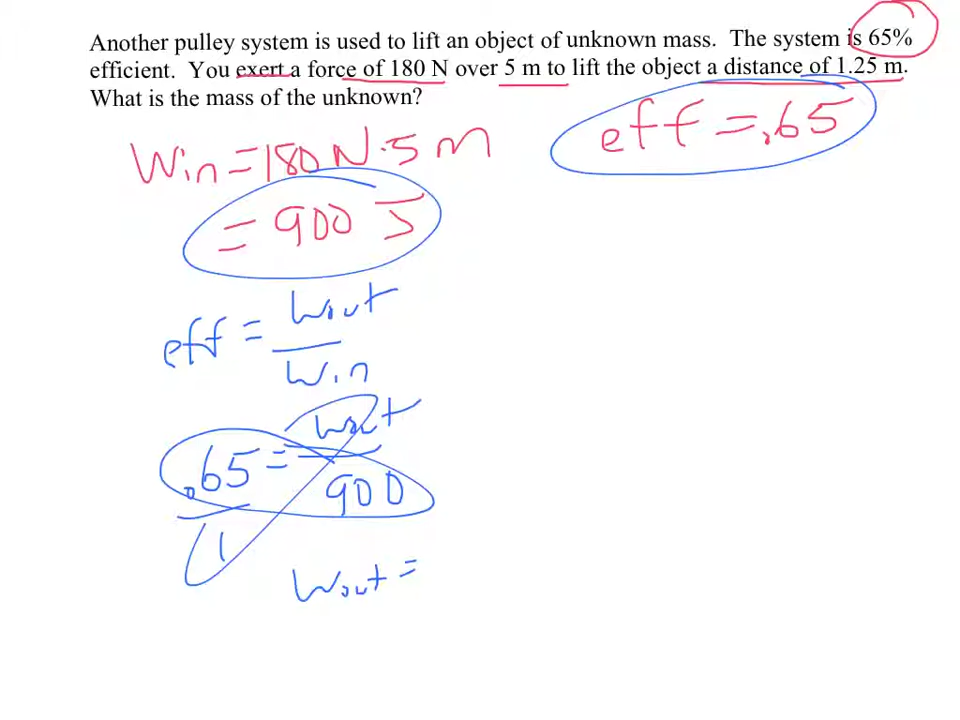 Another pulley system is used to lift an object of unknown mass. The system is 65%
efficient. You exert a force of 180 N over 5 m to lift the object a distance of 1.25 m.
What is the mass of the unknown?
eff = .65
Win = 180 N · 5 m
= 900 J
eff = Wout
Win
.65 = Wout
1 900
Wout =